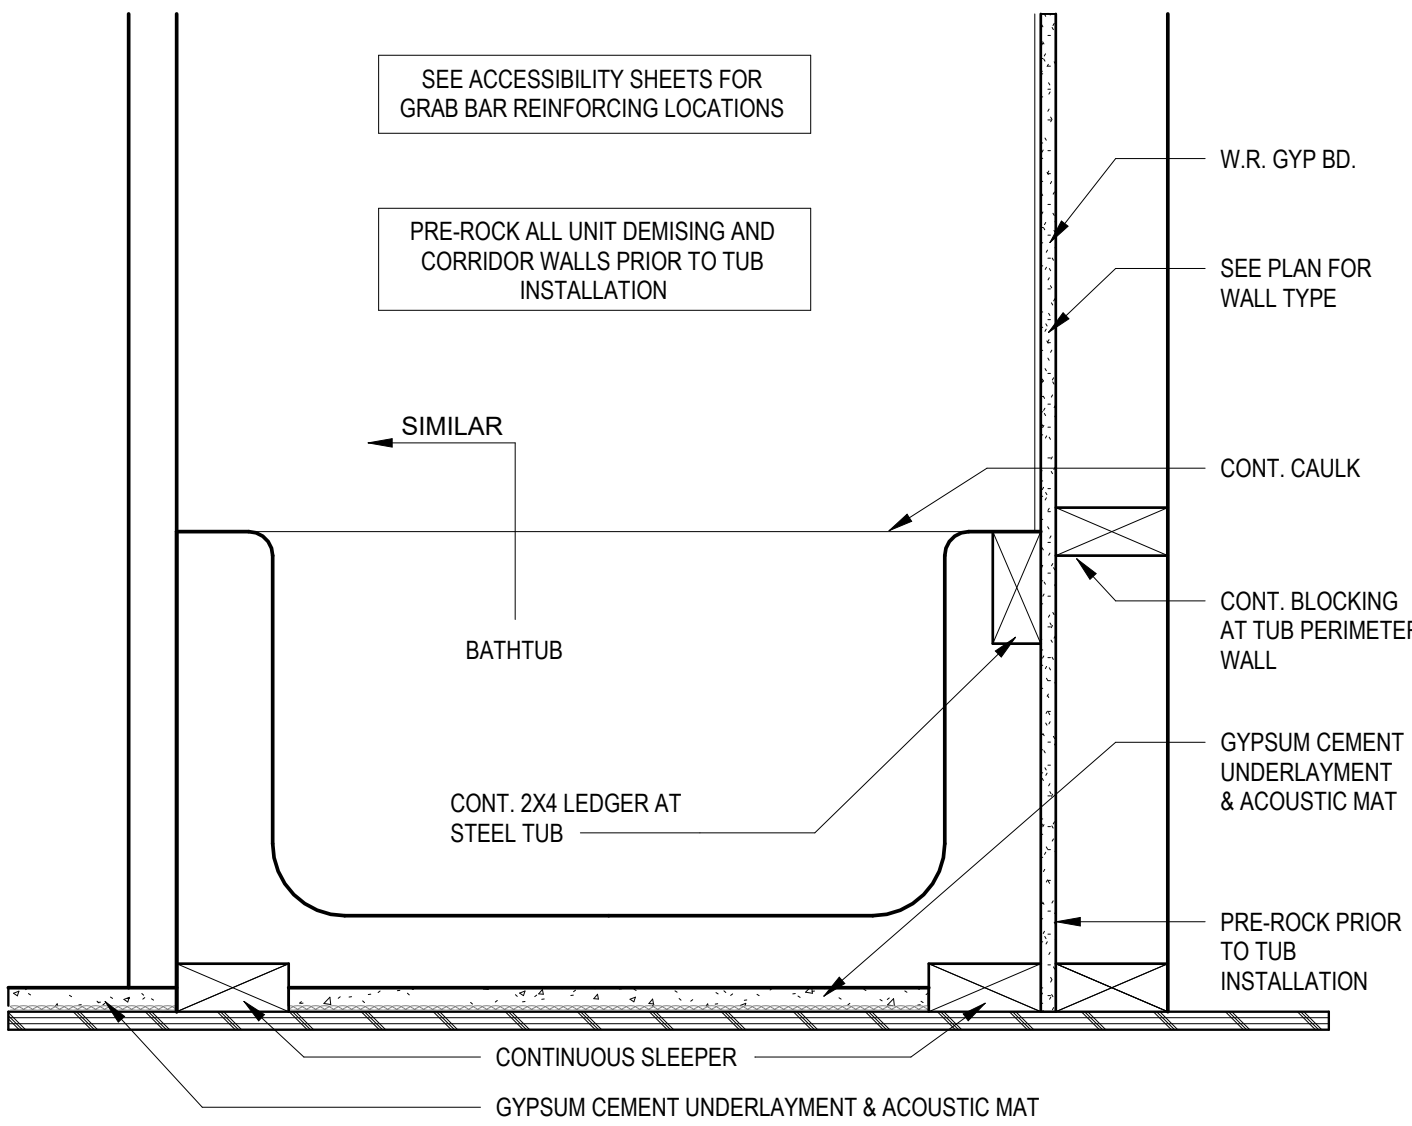 SEE ACCESSIBILITY SHEETS FOR
GRAB BAR REINFORCING LOCATIONS
PRE-ROCK ALL UNIT DEMISING AND
CORRIDOR WALLS PRIOR TO TUB
INSTALLATION
W.R. GYP BD.
SEE PLAN FOR
WALL TYPE
SIMILAR
CONT. CAULK
BATHTUB
CONT. BLOCKING
AT TUB PERIMETER
WALL
CONT. 2X4 LEDGER AT
STEEL TUB
GYPSUM CEMENT
UNDERLAYMENT
& ACOUSTIC MAT
PRE-ROCK PRIOR
TO TUB
INSTALLATION
CONTINUOUS SLEEPER
GYPSUM CEMENT UNDERLAYMENT & ACOUSTIC MAT